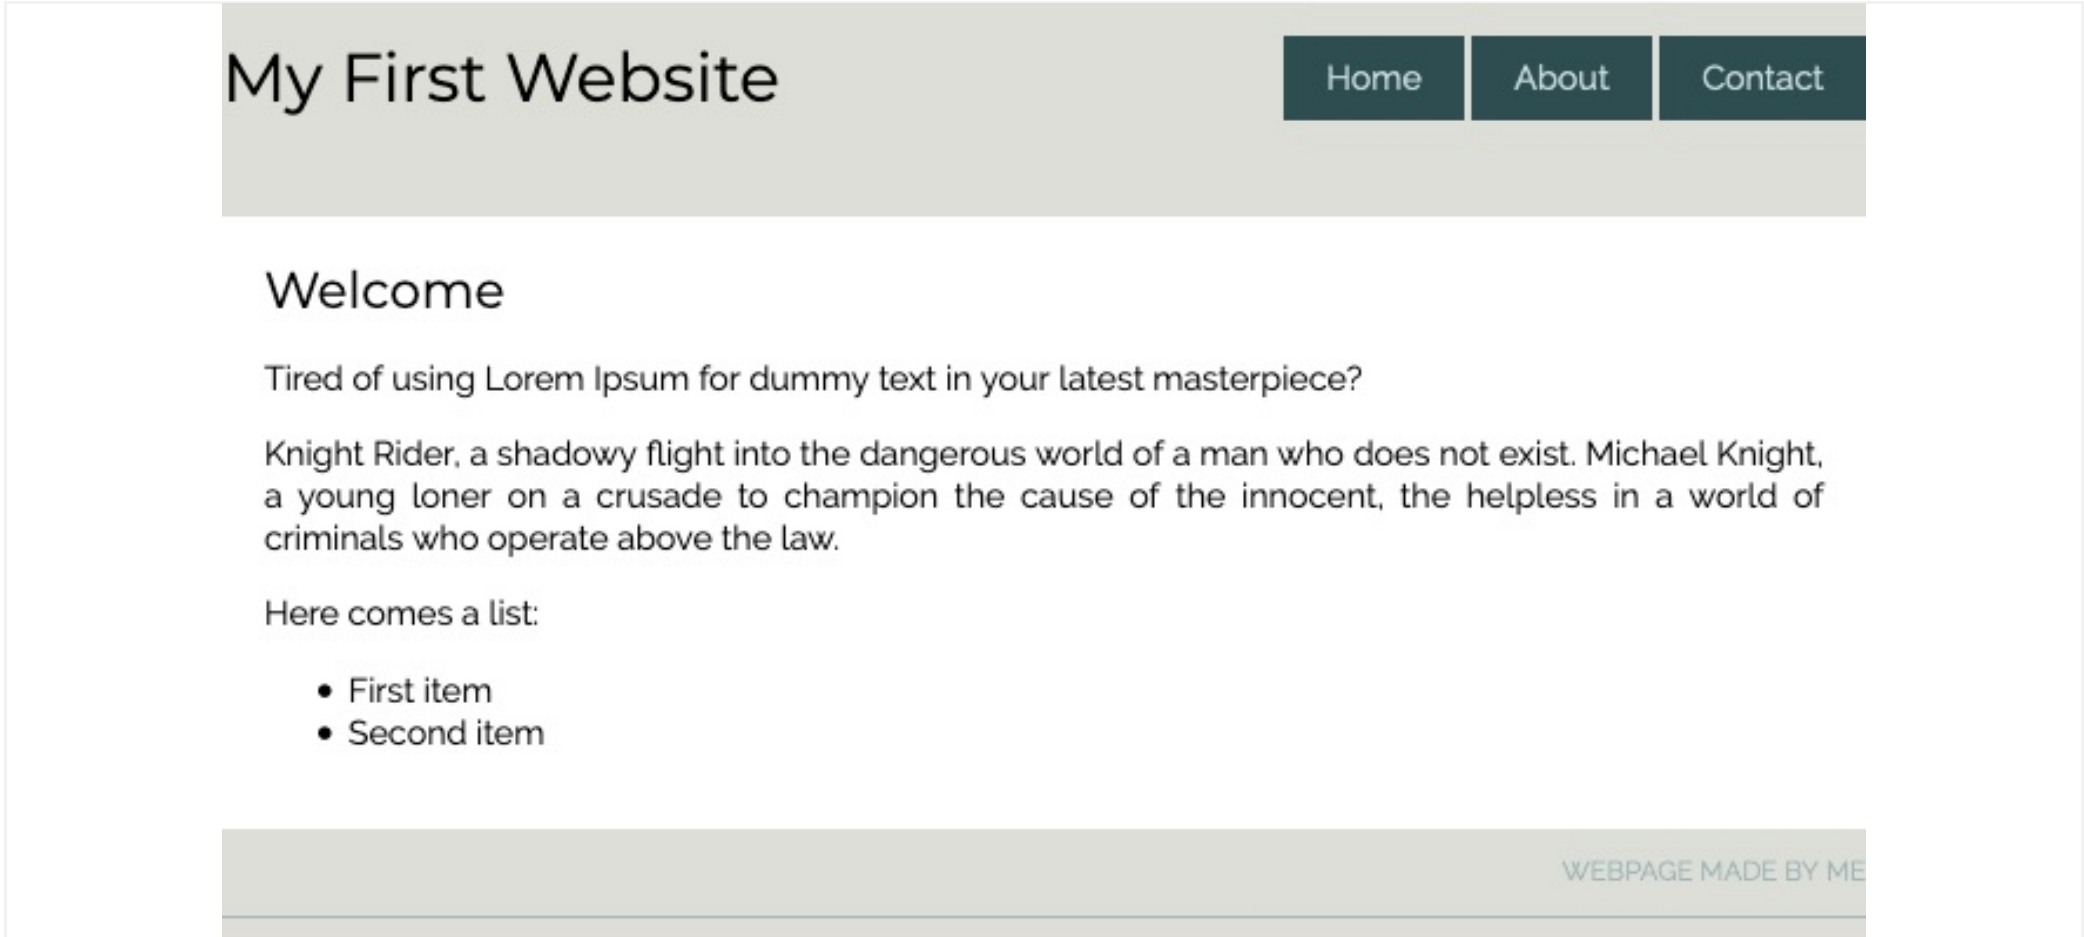 My First Website
Home About Contact
Welcome
Tired of using Lorem Ipsum for dummy text in your latest masterpiece?
Knight Rider, a shadowy flight into the dangerous world of a man who does not exist. Michael Knight,
a young loner on a crusade to champion the cause of the innocent, the helpless in a world of
criminals who operate above the law.
Here comes a list:
• First item
• Second item
WEBPAGE MADE BY ME